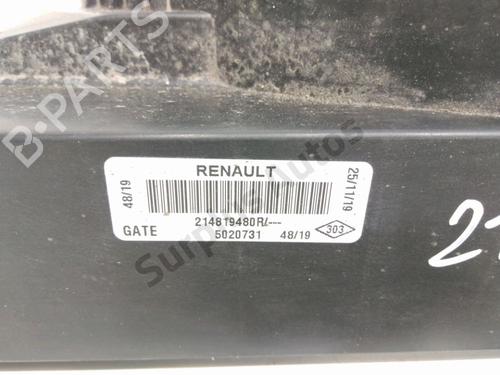 RENAULT
48/19
25/11/19
214819480R/---
GATE 5020731 48/19 303
B-PARTS
Surplus Autos